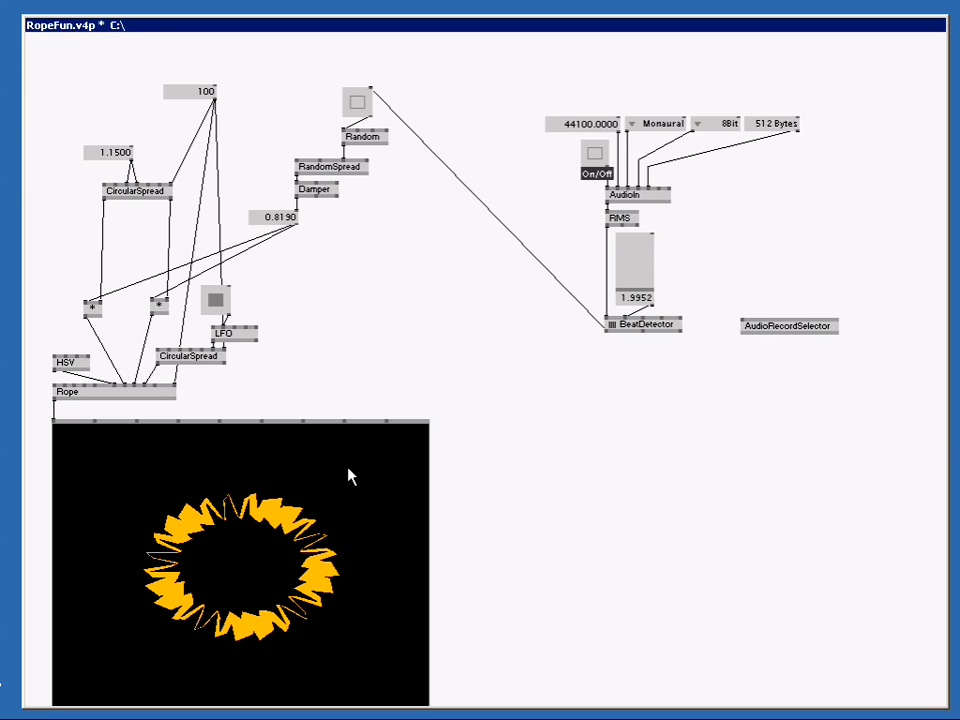 RopeFun.v4p * C:\
100
1.1500
CircularSpread
Random
RandomSpread
Damper
0.8190
*
*
LFO
CircularSpread
HSV
Rope
44100.0000
Monaural
8Bit
512 Bytes
On/Off
AudioIn
RMS
1.9952
BeatDetector
AudioRecordSelector